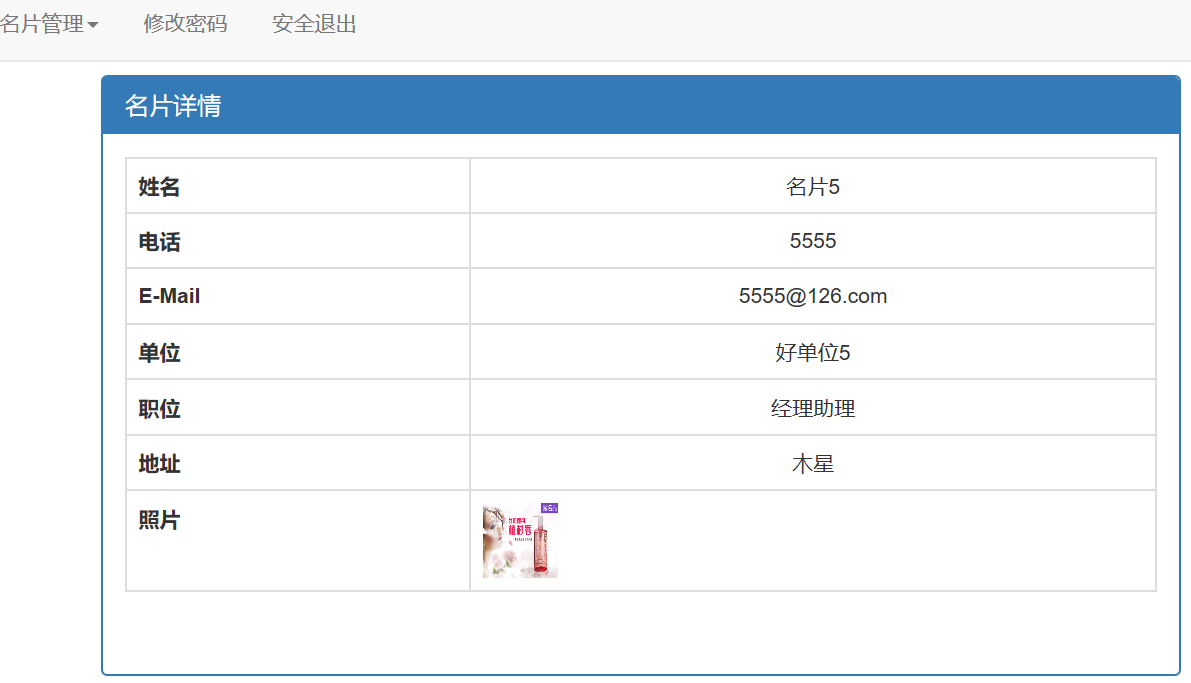 名片管理 修改密码 安全退出
名片详情
姓名 名片5
电话 5555
E-Mail 5555@126.com
单位 好单位5
职位 经理助理
地址 木星
照片